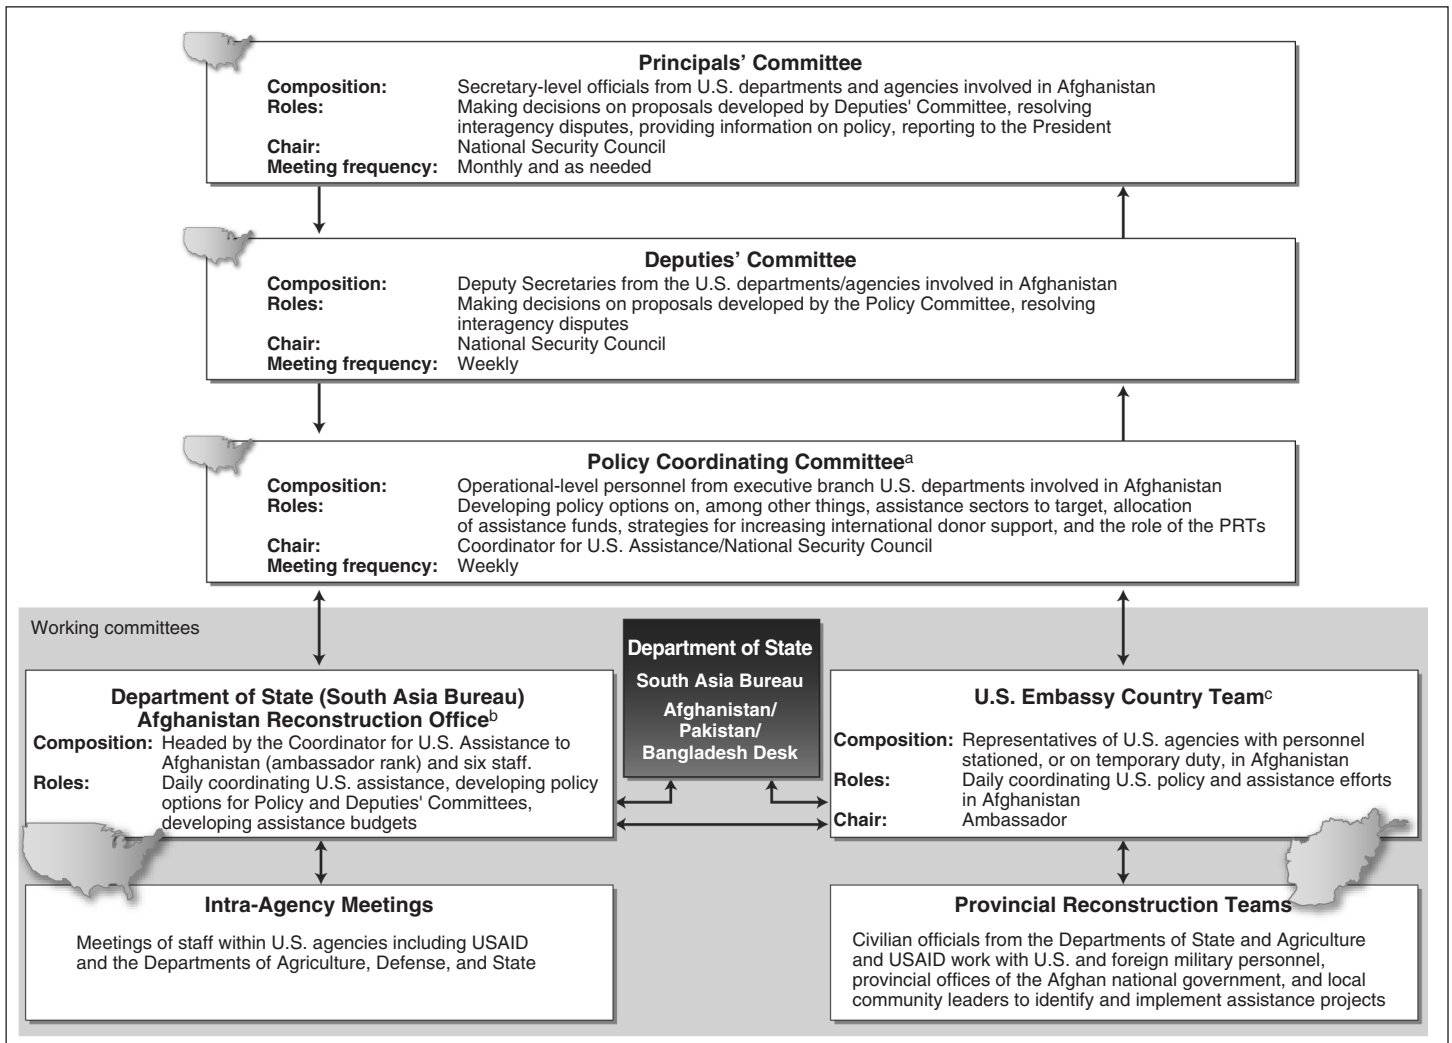 Principals' Committee
Composition: Secretary-level officials from U.S. departments and agencies involved in Afghanistan
Roles: Making decisions on proposals developed by Deputies' Committee, resolving
interagency disputes, providing information on policy, reporting to the President
Chair: National Security Council
Meeting frequency: Monthly and as needed
Deputies' Committee
Composition: Deputy Secretaries from the U.S. departments/agencies involved in Afghanistan
Roles: Making decisions on proposals developed by the Policy Committee, resolving
interagency disputes
Chair: National Security Council
Meeting frequency: Weekly
Policy Coordinating Committeeᵃ
Composition: Operational-level personnel from executive branch U.S. departments involved in Afghanistan
Roles: Developing policy options on, among other things, assistance sectors to target, allocation
of assistance funds, strategies for increasing international donor support, and the role of the PRTs
Chair: Coordinator for U.S. Assistance/National Security Council
Meeting frequency: Weekly
Working committees
Department of State (South Asia Bureau)
Afghanistan Reconstruction Officeᵇ
Composition: Headed by the Coordinator for U.S. Assistance to
Afghanistan (ambassador rank) and six staff.
Roles: Daily coordinating U.S. assistance, developing policy
options for Policy and Deputies' Committees,
developing assistance budgets
Department of State
South Asia Bureau
Afghanistan/
Pakistan/
Bangladesh Desk
U.S. Embassy Country Teamᶜ
Composition: Representatives of U.S. agencies with personnel
stationed, or on temporary duty, in Afghanistan
Roles: Daily coordinating U.S. policy and assistance efforts
in Afghanistan
Chair: Ambassador
Intra-Agency Meetings
Meetings of staff within U.S. agencies including USAID
and the Departments of Agriculture, Defense, and State
Provincial Reconstruction Teams
Civilian officials from the Departments of State and Agriculture
and USAID work with U.S. and foreign military personnel,
provincial offices of the Afghan national government, and local
community leaders to identify and implement assistance projects